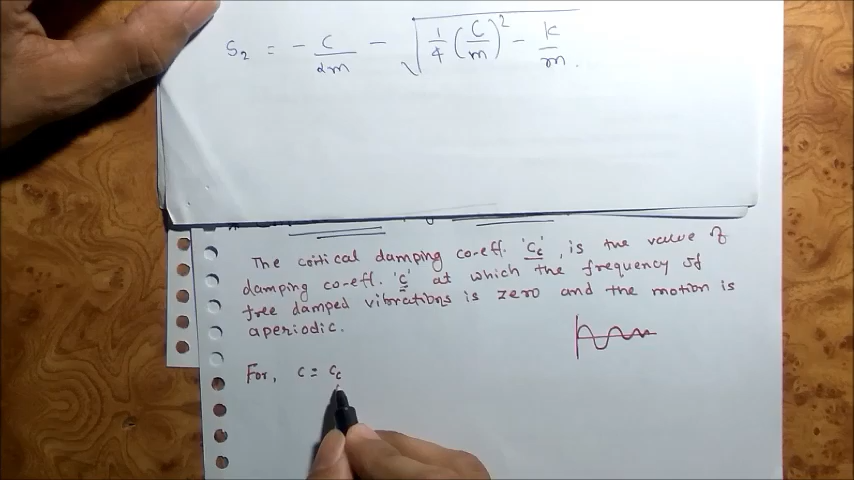 S₂ = - C/2m - √(1/4 (C/m)² - K/m).
The critical damping co-eff. 'Cc', is the value of
damping co-eff. 'C' at which the frequency of
free damped vibrations is zero and the motion is
aperiodic.
For, C = Cc